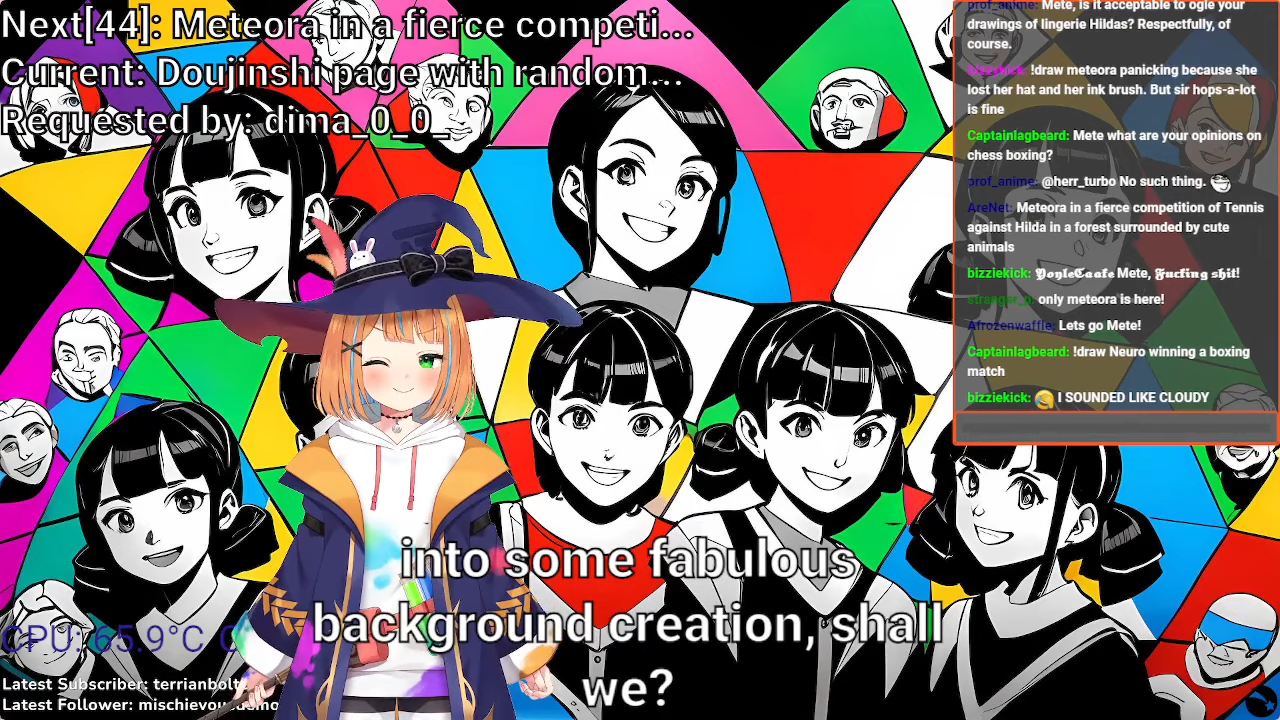 Next[44]: Meteora in a fierce competi...
Current: Doujinshi page with random...
Requested by: dima_0_0_
prof_anime: Mete, is it acceptable to ogle your
drawings of lingerie Hildas? Respectfully, of
course.
bizziekick: !draw meteora panicking because she
lost her hat and her ink brush. But sir hops-a-lot
is fine
Captainlagbeard: Mete what are your opinions on
chess boxing?
prof_anime: @herr_turbo No such thing.
AreNet: Meteora in a fierce competition of Tennis
against Hilda in a forest surrounded by cute
animals
bizziekick: 𝕯𝖔𝖞𝖑𝖊𝕮𝖆𝖆𝖋𝖊 Mete, 𝕱𝖚𝖈𝖋𝖎𝖓𝖌 𝖘𝖍𝖎𝖙!
only meteora is here!
Afrozenwaffle: Lets go Mete!
Captainlagbeard: !draw Neuro winning a boxing
match
bizziekick: I SOUNDED LIKE CLOUDY
into some fabulous
background creation, shall
we?
CPU: 65.9°C
Latest Subscriber: terrianbolt
Latest Follower: